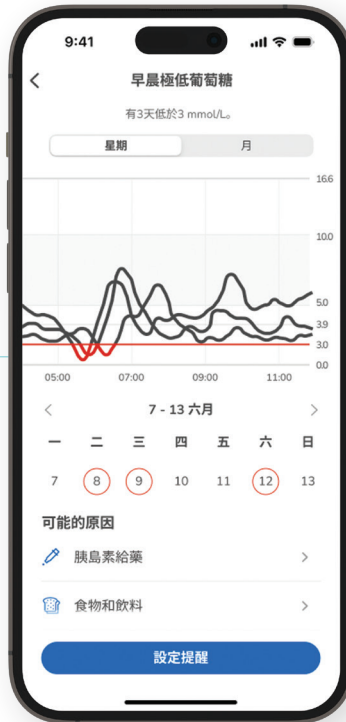 9:41
早晨極低葡萄糖
有3天低於3 mmol/L。
星期 月
16.6
10.0
5.0
3.9
3.0
0.0
05:00 07:00 09:00 11:00
7 - 13 六月
一 二 三 四 五 六 日
7 8 9 10 11 12 13
可能的原因
胰島素給藥
食物和飲料
設定提醒